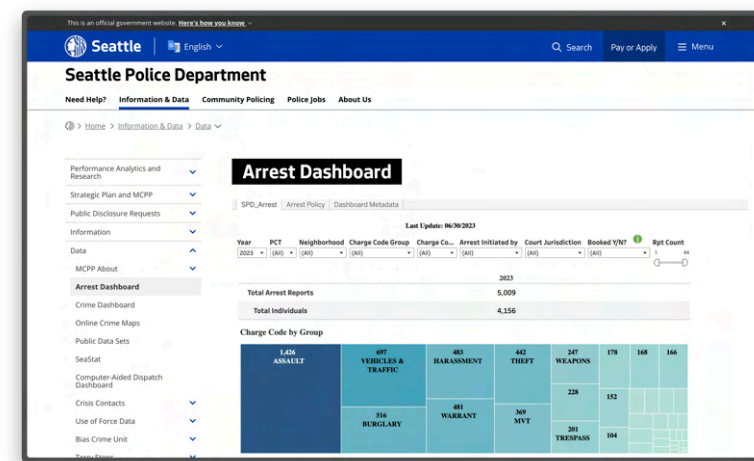 This is an official government website. Here's how you know
Seattle English Search Pay or Apply Menu
Seattle Police Department
Need Help? Information & Data Community Policing Police Jobs About Us
> Home > Information & Data > Data
Performance Analytics and
Research
Strategic Plan and MCPP
Public Disclosure Requests
Information
Data
MCPP About
Arrest Dashboard
Crime Dashboard
Online Crime Maps
Public Data Sets
SeaStat
Computer-Aided Dispatch
Dashboard
Crisis Contacts
Use of Force Data
Bias Crime Unit
Terry Stops
Arrest Dashboard
SPD_Arrest Arrest Policy Dashboard Metadata
Last Update: 06/30/2023
Year PCT Neighborhood Charge Code Group Charge Co... Arrest Initiated by Court Jurisdiction Booked Y/N? Rpt Count
2023 (All) (All) (All) (All) (All) (All) (All) 1 44
2023
Total Arrest Reports 5,009
Total Individuals 4,156
Charge Code by Group
1,426
ASSAULT
697
VEHICLES &
TRAFFIC
516
BURGLARY
483
HARASSMENT
481
WARRANT
442
THEFT
369
MVT
247
WEAPONS
228
201
TRESPASS
178
168
166
152
104